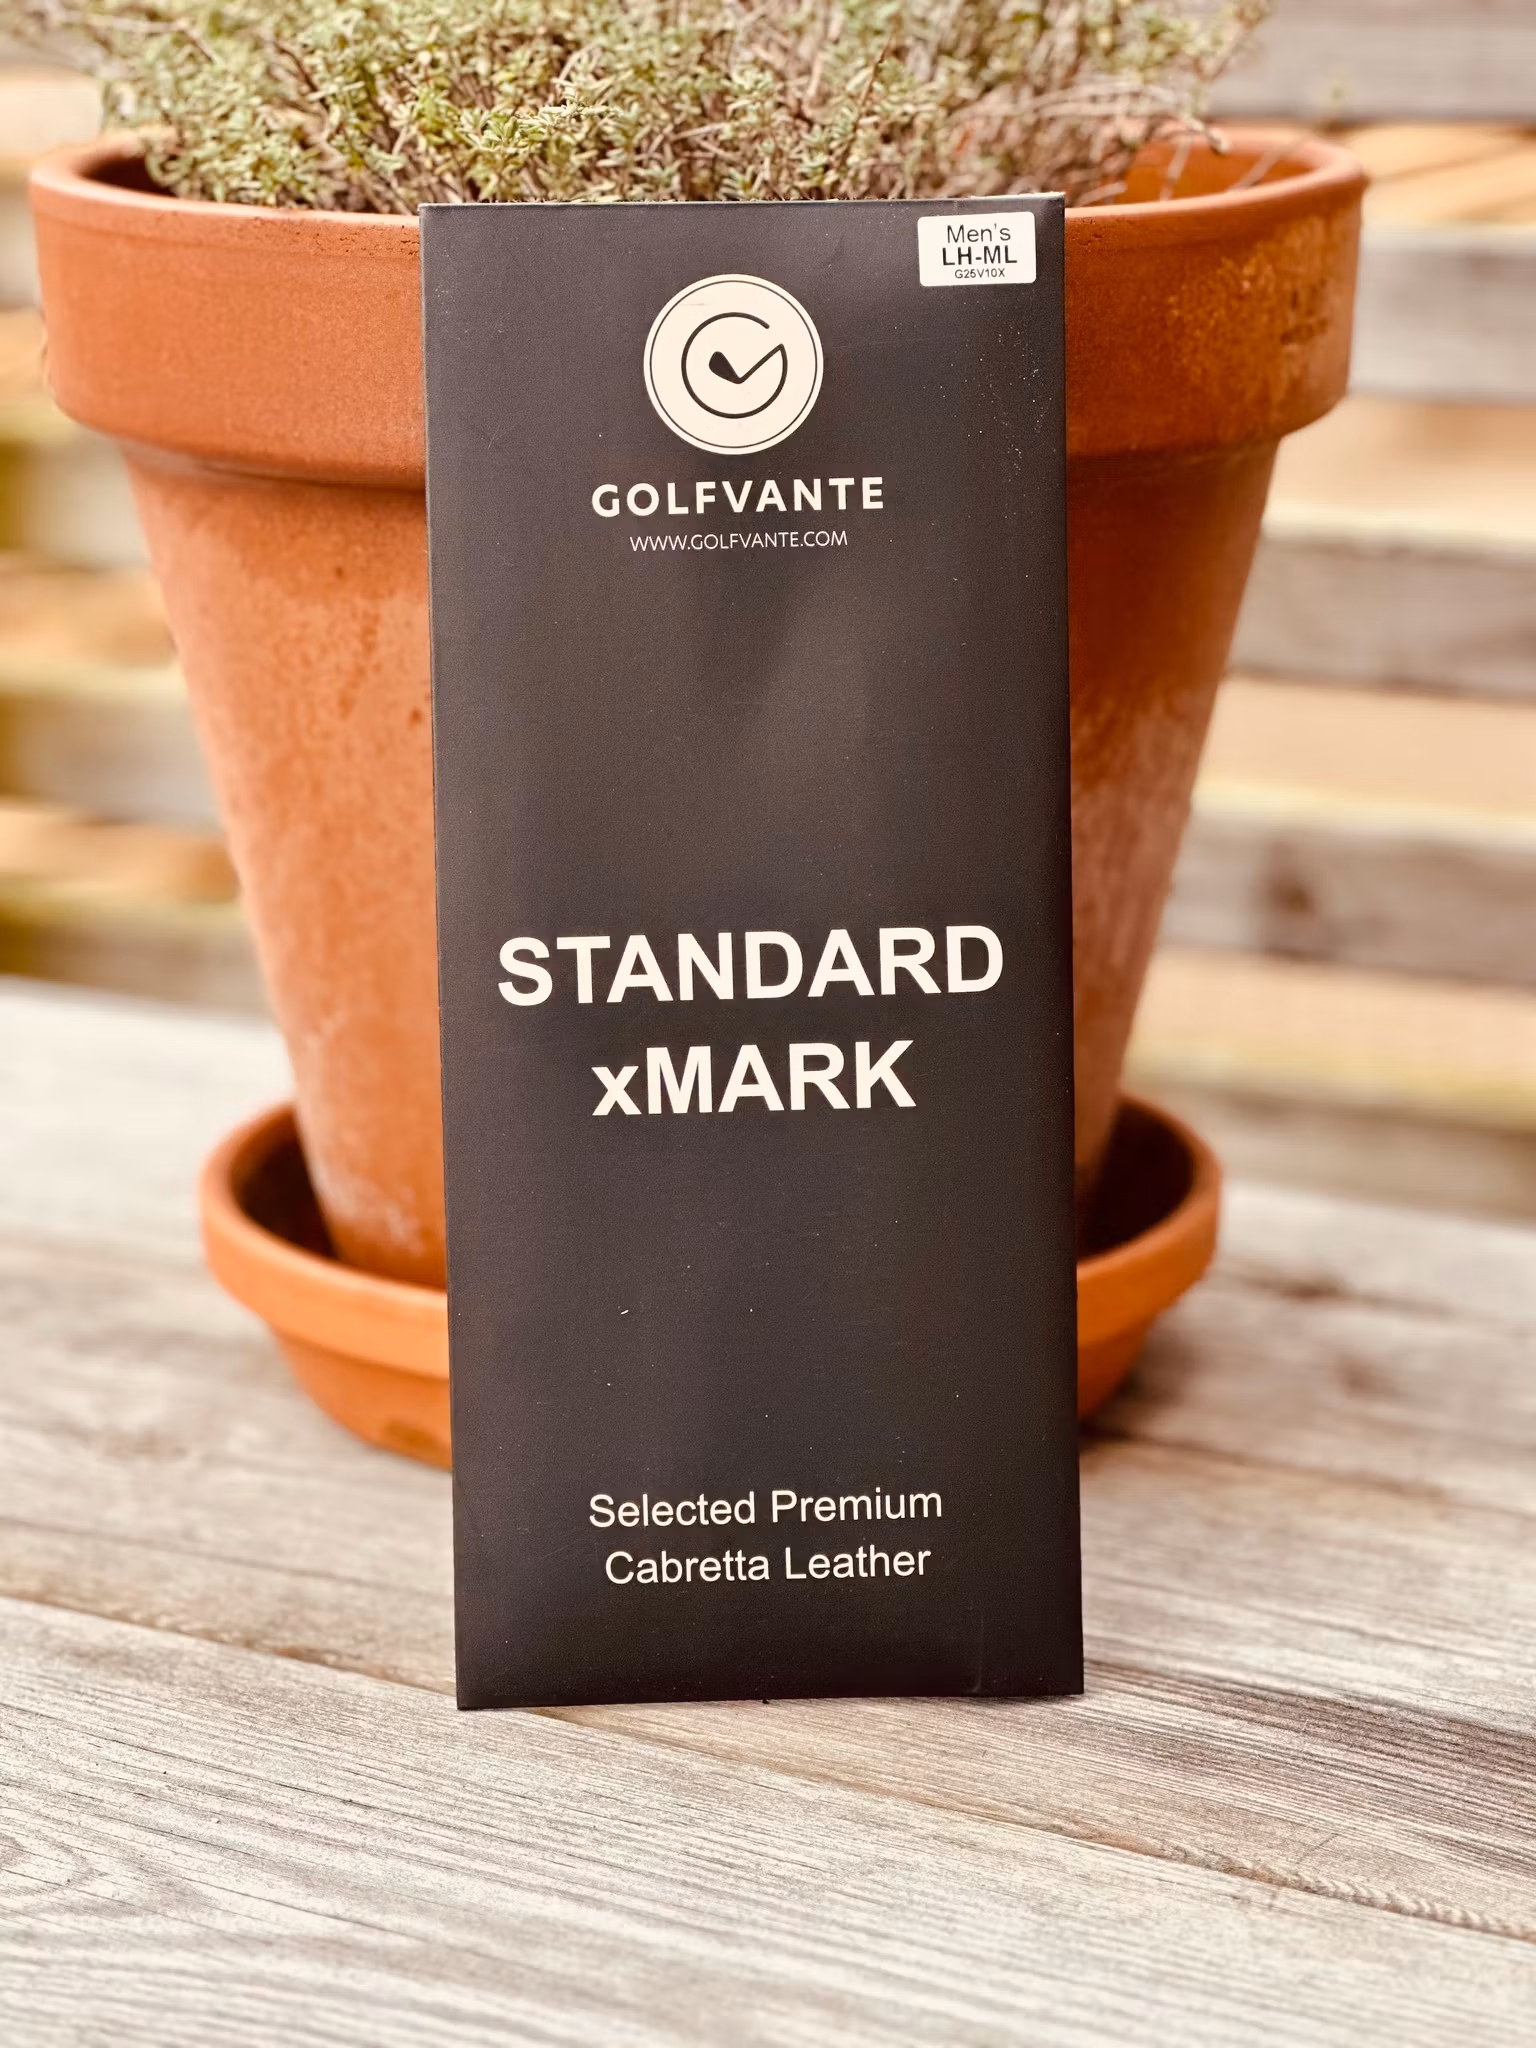 Men's
LH-ML
G25V10X
GOLFVANTE
WWW.GOLFVANTE.COM
STANDARD
xMARK
Selected Premium
Cabretta Leather